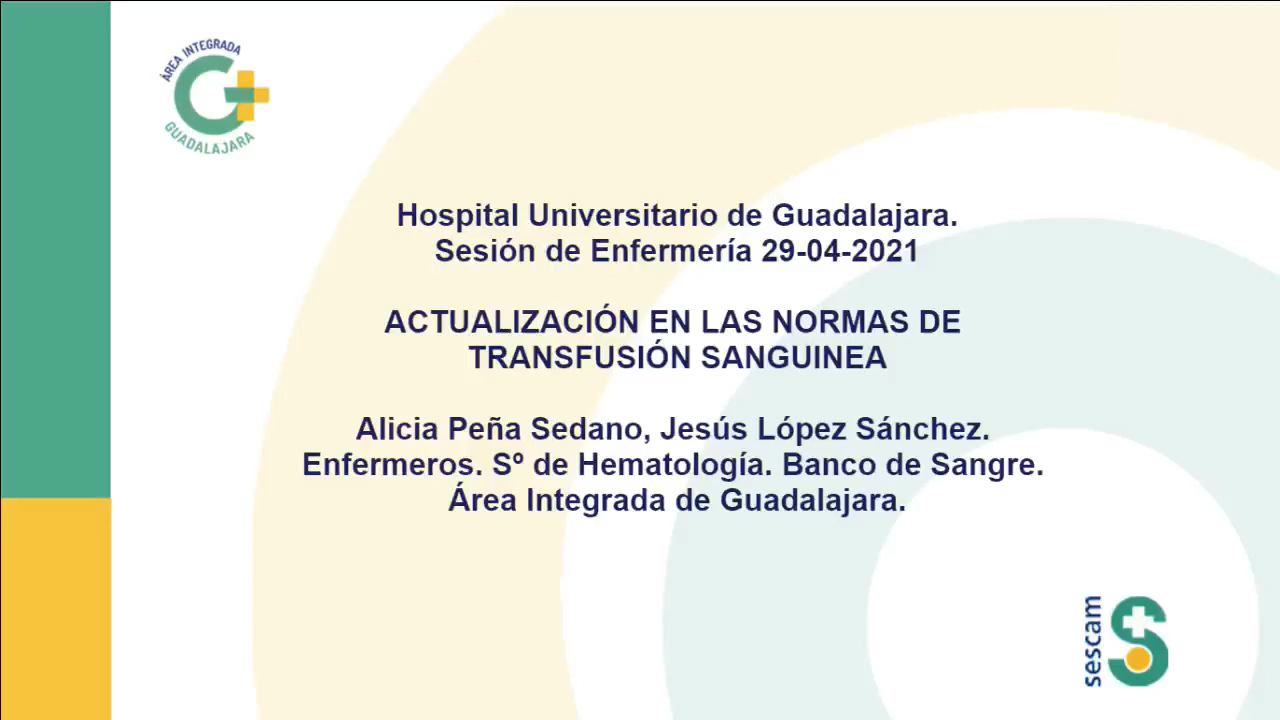 ÁREA INTEGRADA
GUADALAJARA
Hospital Universitario de Guadalajara.
Sesión de Enfermería 29-04-2021
ACTUALIZACIÓN EN LAS NORMAS DE
TRANSFUSIÓN SANGUINEA
Alicia Peña Sedano, Jesús López Sánchez.
Enfermeros. Sº de Hematología. Banco de Sangre.
Área Integrada de Guadalajara.
sescam